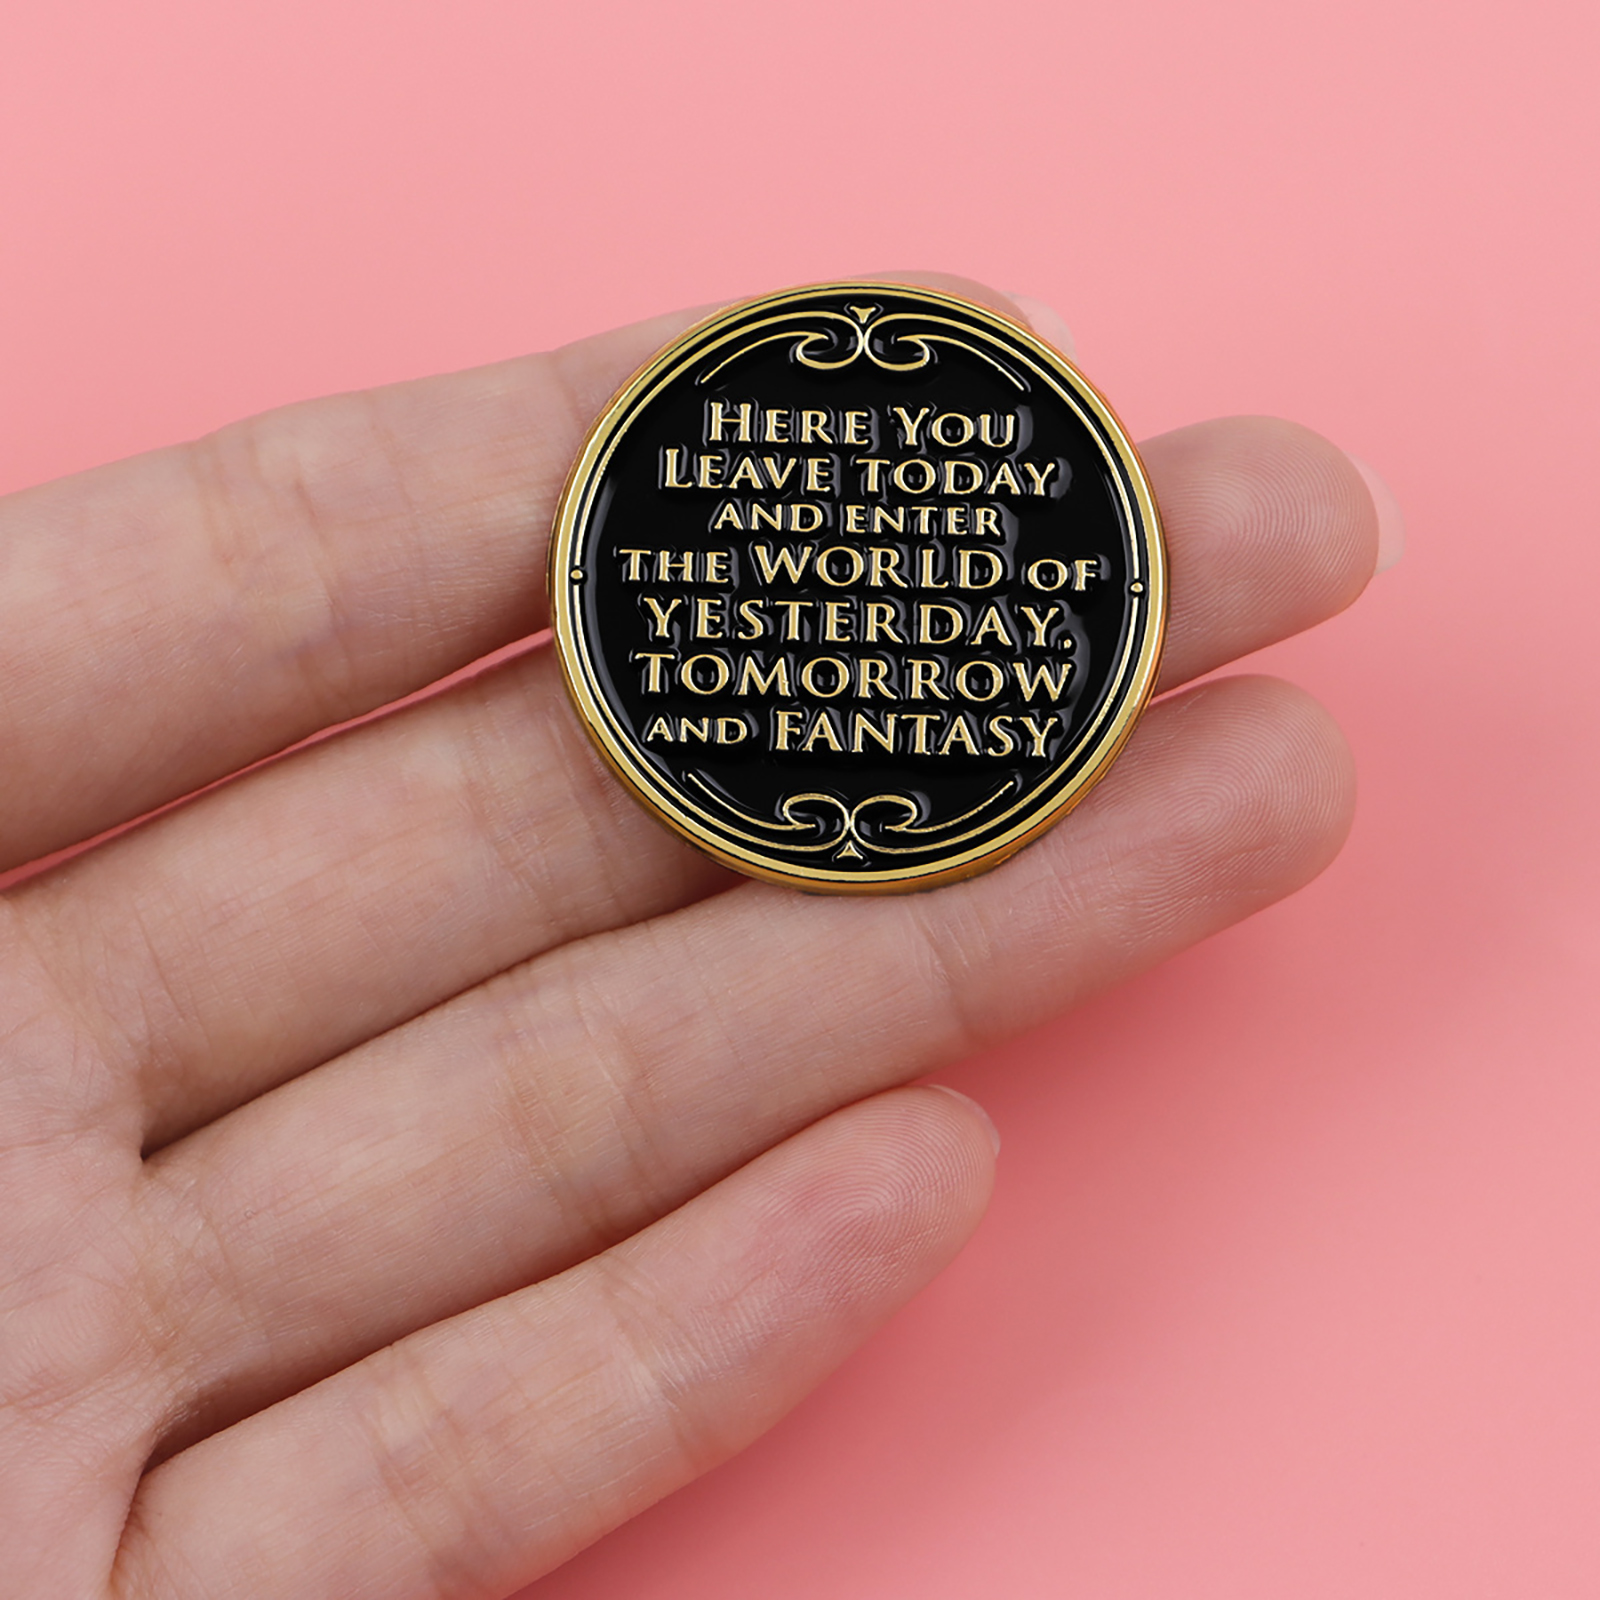 HERE YOU
LEAVE TODAY
AND ENTER
THE WORLD OF
YESTERDAY,
TOMORROW
AND FANTASY